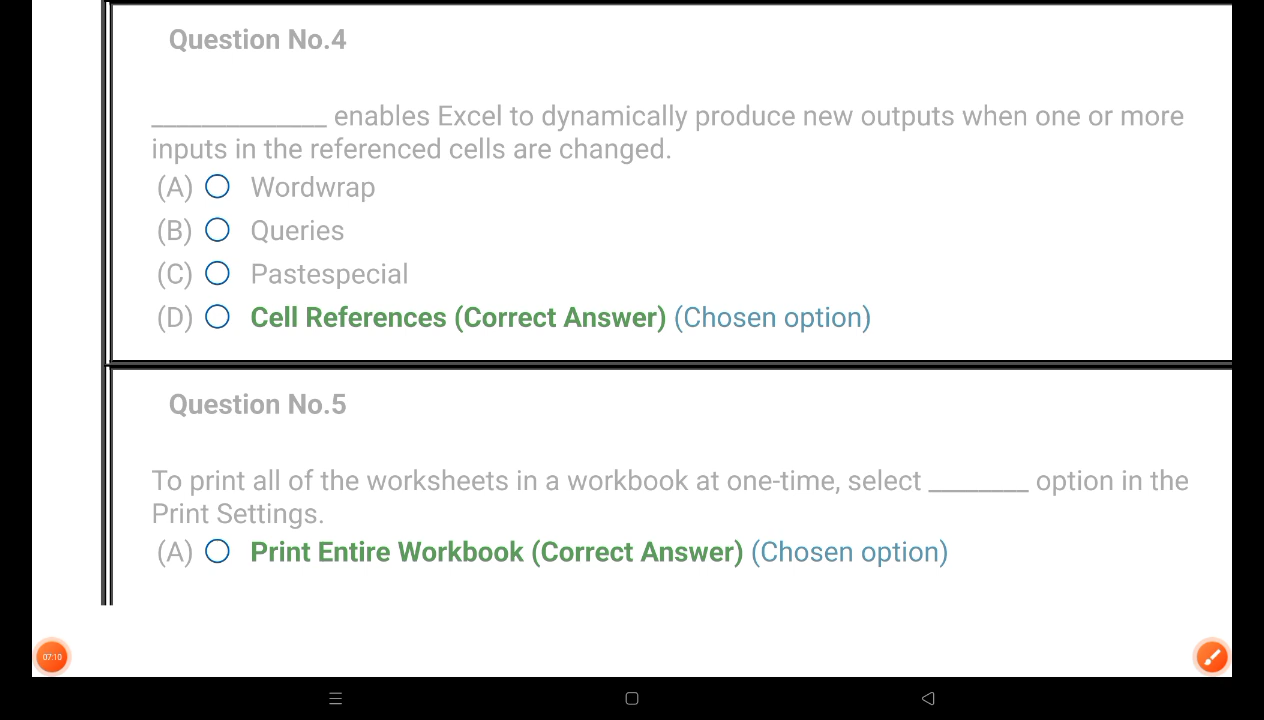 Question No.4
______________ enables Excel to dynamically produce new outputs when one or more
inputs in the referenced cells are changed.
(A) Wordwrap
(B) Queries
(C) Pastespecial
(D) Cell References (Correct Answer) (Chosen option)
Question No.5
To print all of the worksheets in a workbook at one-time, select ________ option in the
Print Settings.
(A) Print Entire Workbook (Correct Answer) (Chosen option)
07:10